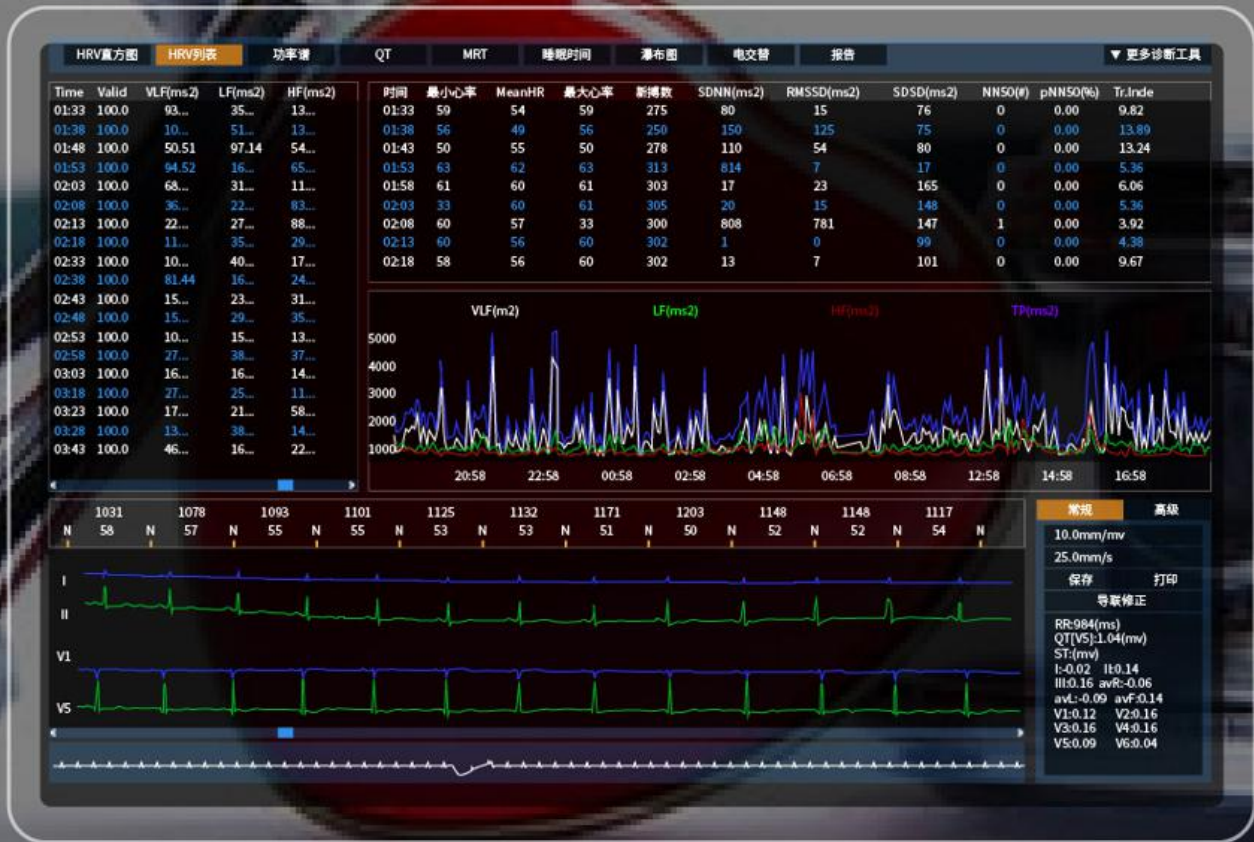 HRV直方图 HRV列表 功率谱 QT MRT 睡眠时间 瀑布图 电交替 报告 ▼ 更多诊断工具
Time Valid VLF(ms2) LF(ms2) HF(ms2)
01:33 100.0 93... 35... 13...
01:38 100.0 10... 51... 13...
01:48 100.0 50.51 97.14 54...
01:53 100.0 94.52 16... 65...
02:03 100.0 68... 31... 11...
02:08 100.0 36... 22... 83...
02:13 100.0 22... 27... 88...
02:18 100.0 11... 35... 29...
02:33 100.0 10... 40... 17...
02:38 100.0 81.44 16... 24...
02:43 100.0 15... 23... 31...
02:48 100.0 15... 29... 35...
02:53 100.0 10... 15... 13...
02:58 100.0 27... 38... 37...
03:03 100.0 16... 16... 14...
03:18 100.0 27... 25... 11...
03:23 100.0 17... 21... 58...
03:28 100.0 13... 38... 14...
03:43 100.0 46... 16... 22...
时间 最小心率 MeanHR 最大心率 新搏数 SDNN(ms2) RMSSD(ms2) SDSD(ms2) NN50(#) pNN50(%) Tr.Inde
01:33 59 54 59 275 80 15 76 0 0.00 9.82
01:38 56 49 56 250 150 125 75 0 0.00 13.89
01:43 50 55 50 278 110 54 80 0 0.00 13.24
01:53 63 62 63 313 814 7 17 0 0.00 5.36
01:58 61 60 61 303 17 23 165 0 0.00 6.06
02:03 33 60 61 305 20 15 148 0 0.00 5.36
02:08 60 57 33 300 808 781 147 1 0.00 3.92
02:13 60 56 60 302 1 0 99 0 0.00 4.38
02:18 58 56 60 302 13 7 101 0 0.00 9.67
VLF(m2) LF(ms2) HF(ms2) TP(ms2)
5000
4000
3000
2000
1000
20:58 22:58 00:58 02:58 04:58 06:58 08:58 12:58 14:58 16:58
1031 1078 1093 1101 1125 1132 1171 1203 1148 1148 1117
N 58 N 57 N 55 N 55 N 53 N 53 N 51 N 50 N 52 N 52 N 54 N
I
II
V1
V5
常规 高级
10.0mm/mv
25.0mm/s
保存 打印
导联修正
RR:984(ms)
QT[V5]:1.04(mv)
ST:(mv)
I:-0.02 II:0.14
III:0.16 avR:-0.06
avL:-0.09 avF:0.14
V1:0.12 V2:0.16
V3:0.16 V4:0.16
V5:0.09 V6:0.04